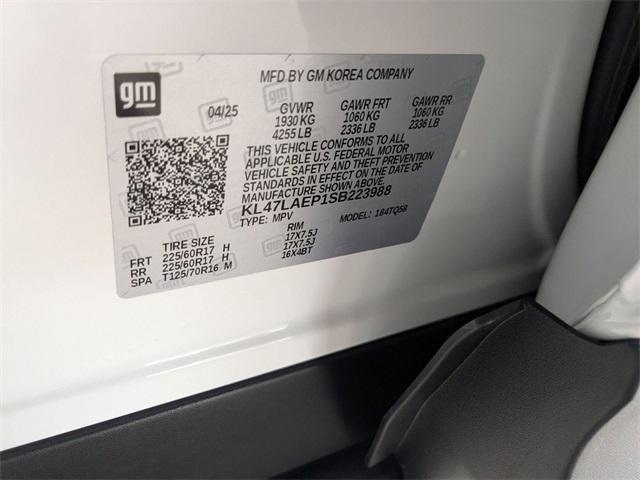 gm
MFD BY GM KOREA COMPANY
04/25 GVWR GAWR FRT GAWR RR
1930 KG 1060 KG 1060 KG
4255 LB 2336 LB 2336 LB
THIS VEHICLE CONFORMS TO ALL
APPLICABLE U.S. FEDERAL MOTOR
VEHICLE SAFETY AND THEFT PREVENTION
STANDARDS IN EFFECT ON THE DATE OF
MANUFACTURE SHOWN ABOVE.
KL47LAEP1SB223988
TYPE: MPV MODEL: 184TQ58
TIRE SIZE RIM
FRT 225/60R17 H 17X7.5J
RR 225/60R17 H 17X7.5J
SPA T125/70R16 M 16X4BT